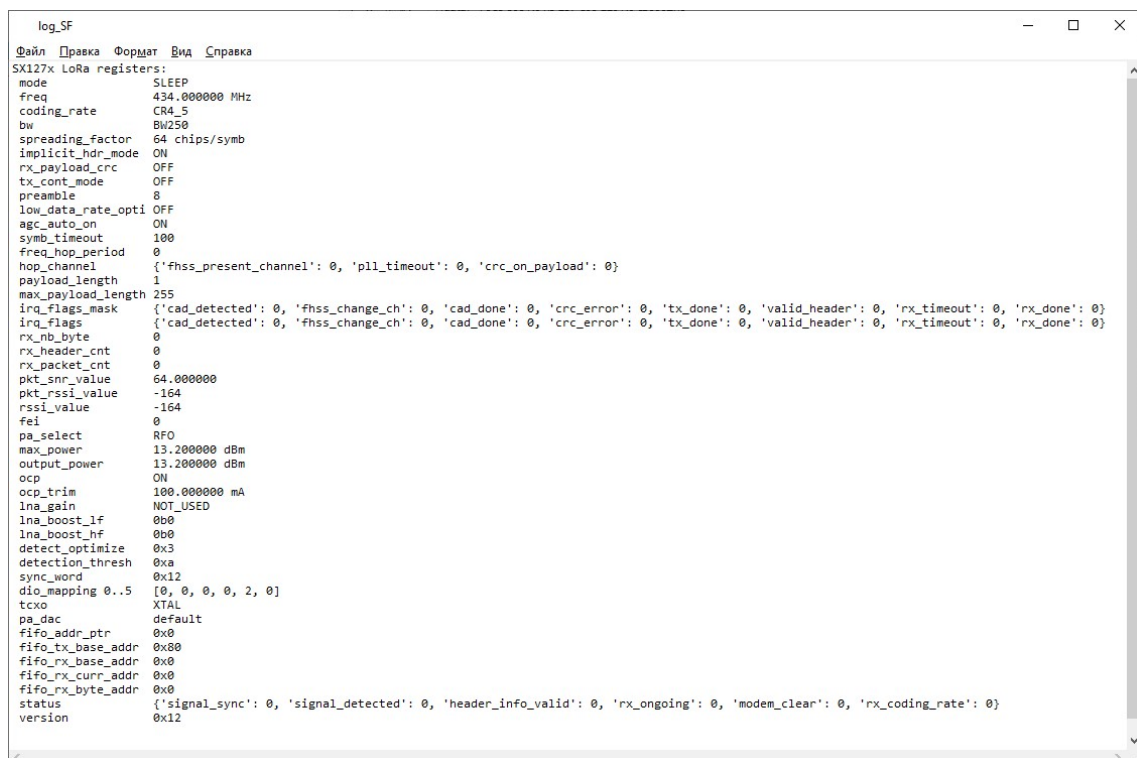 log_SF
Файл Правка Формат Вид Справка
SX127x LoRa registers:
mode SLEEP
freq 434.000000 MHz
coding_rate CR4_5
bw BW250
spreading_factor 64 chips/symb
implicit_hdr_mode ON
rx_payload_crc OFF
tx_cont_mode OFF
preamble 8
low_data_rate_opti OFF
agc_auto_on ON
symb_timeout 100
freq_hop_period 0
hop_channel {'fhss_present_channel': 0, 'pll_timeout': 0, 'crc_on_payload': 0}
payload_length 1
max_payload_length 255
irq_flags_mask {'cad_detected': 0, 'fhss_change_ch': 0, 'cad_done': 0, 'crc_error': 0, 'tx_done': 0, 'valid_header': 0, 'rx_timeout': 0, 'rx_done': 0}
irq_flags {'cad_detected': 0, 'fhss_change_ch': 0, 'cad_done': 0, 'crc_error': 0, 'tx_done': 0, 'valid_header': 0, 'rx_timeout': 0, 'rx_done': 0}
rx_nb_byte 0
rx_header_cnt 0
rx_packet_cnt 0
pkt_snr_value 64.000000
pkt_rssi_value -164
rssi_value -164
fei 0
pa_select RFO
max_power 13.200000 dBm
output_power 13.200000 dBm
ocp ON
ocp_trim 100.000000 mA
lna_gain NOT_USED
lna_boost_lf 0b0
lna_boost_hf 0b0
detect_optimize 0x3
detection_thresh 0xa
sync_word 0x12
dio_mapping 0..5 [0, 0, 0, 0, 2, 0]
tcxo XTAL
pa_dac default
fifo_addr_ptr 0x0
fifo_tx_base_addr 0x80
fifo_rx_base_addr 0x0
fifo_rx_curr_addr 0x0
fifo_rx_byte_addr 0x0
status {'signal_sync': 0, 'signal_detected': 0, 'header_info_valid': 0, 'rx_ongoing': 0, 'modem_clear': 0, 'rx_coding_rate': 0}
version 0x12